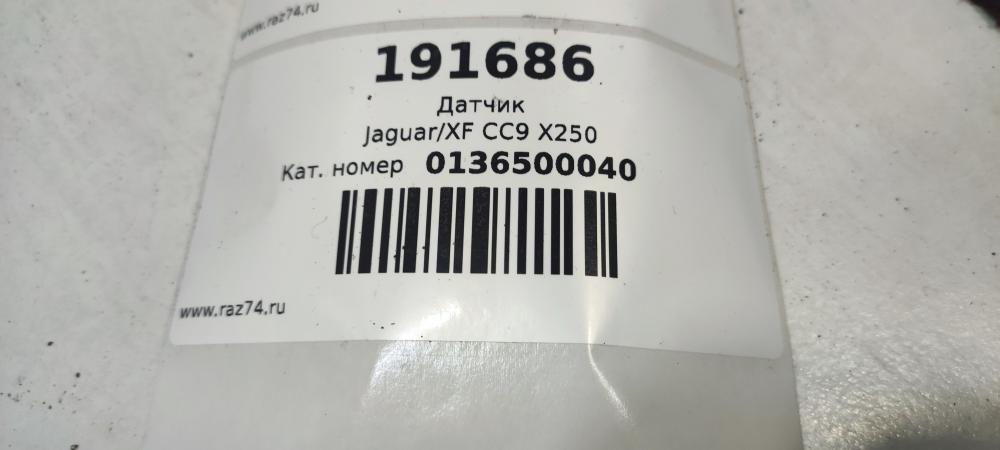 www.raz74.ru
191686
Датчик
Jaguar/XF CC9 X250
Кат. номер 0136500040
www.raz74.ru